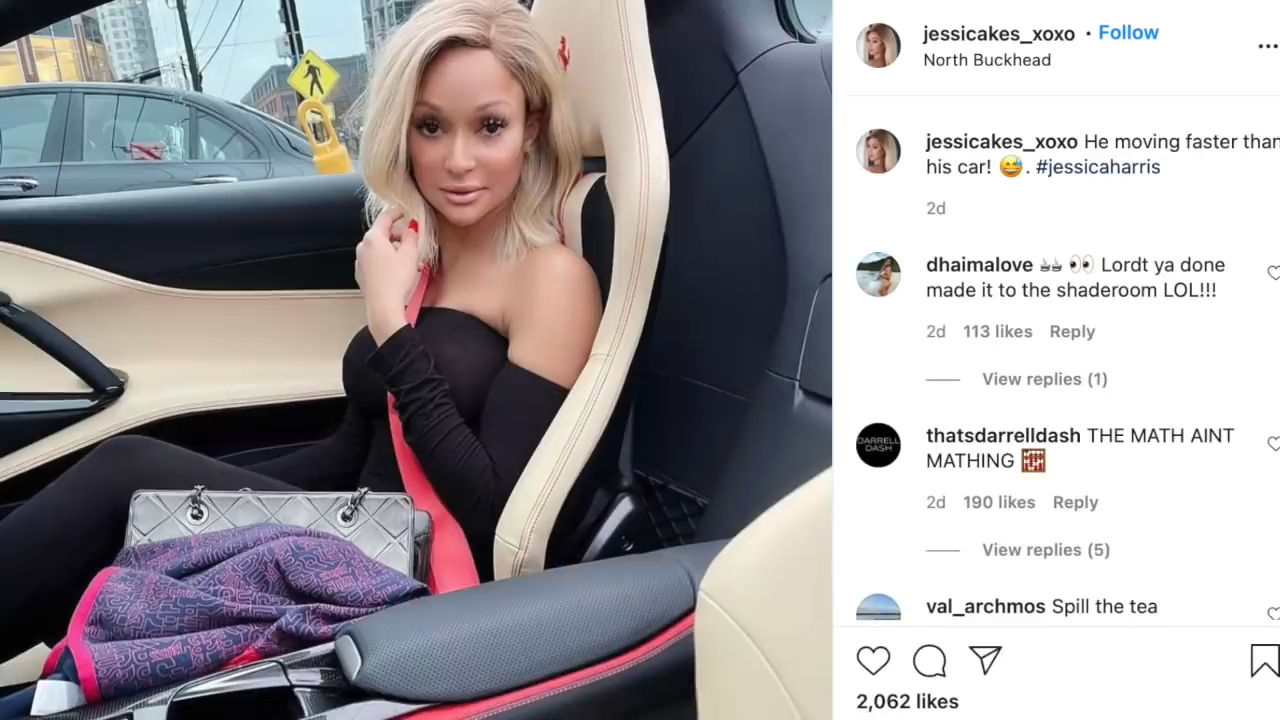 jessicakes_xoxo • Follow
North Buckhead
jessicakes_xoxo He moving faster than
his car! 😅. #jessicaharris
2d
dhaimalove ☕☕ 👀 Lordt ya done
made it to the shaderoom LOL!!!
2d 113 likes Reply
View replies (1)
DARRELL
DASH
thatsdarrelldash THE MATH AINT
MATHING 🧮
2d 190 likes Reply
View replies (5)
val_archmos Spill the tea
2,062 likes